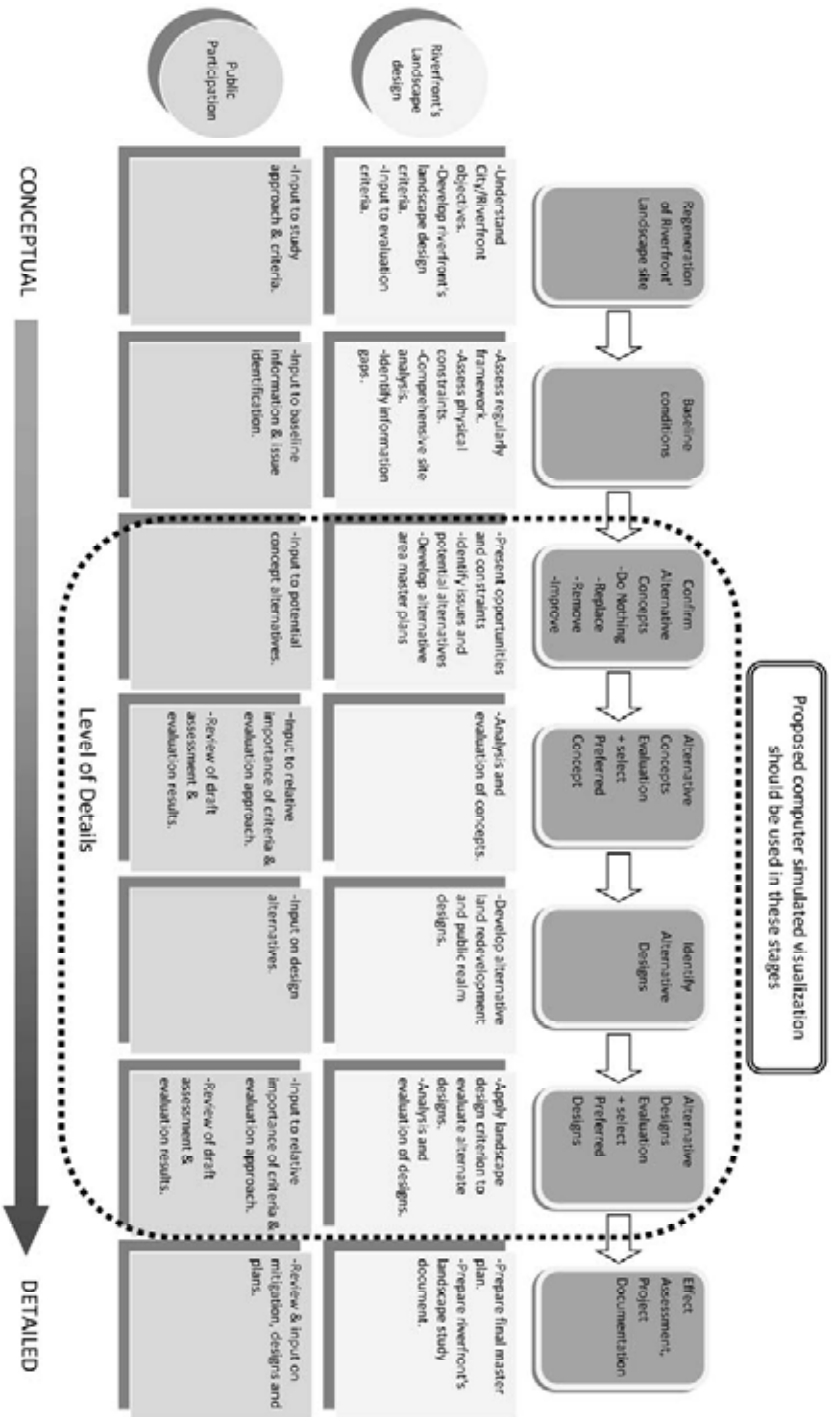 Proposed computer simulated visualization
should be used in these stages
Regeneration
of Riverfront'
Landscape site
Baseline
conditions
Confirm
Alternative
Concepts
-Do Nothing
-Replace
-Remove
-Improve
Alternative
Concepts
Evaluation
+ select
Preferred
Concept
Identify
Alternative
Designs
Alternative
Designs
Evaluation
+ select
Preferred
Designs
Effect
Assessment,
Project
Documentation
Riverfront's
Landscape
design
-Understand
City/Riverfront
objectives.
-Develop riverfront's
landscape design
criteria.
-Input to evaluation
criteria.
-Assess regularly
framework.
-Assess physical
constraints.
-Comprehensive site
analysis.
-Identify information
gaps.
-Present opportunities
and constraints
-Identify issues and
potential alternatives
-Develop alternative
area master plans
-Analysis and
evaluation of concepts.
-Develop alternative
land redevelopment
and public realm
designs.
-Apply landscape
design criterion to
evaluate alternate
designs.
-Analysis and
evaluation of designs.
-Prepare final master
plan.
-Prepare riverfront's
landscape study
document.
Public
Participation
-Input to study
approach & criteria.
-Input to baseline
information & issue
identification.
-Input to potential
concept alternatives.
-Input to relative
importance of criteria &
evaluation approach.
-Review of draft
assessment &
evaluation results.
-Input on design
alternatives.
-Input to relative
importance of criteria &
evaluation approach.
-Review of draft
assessment &
evaluation results.
-Review & input on
mitigation, designs and
plans.
Level of Details
CONCEPTUAL
DETAILED